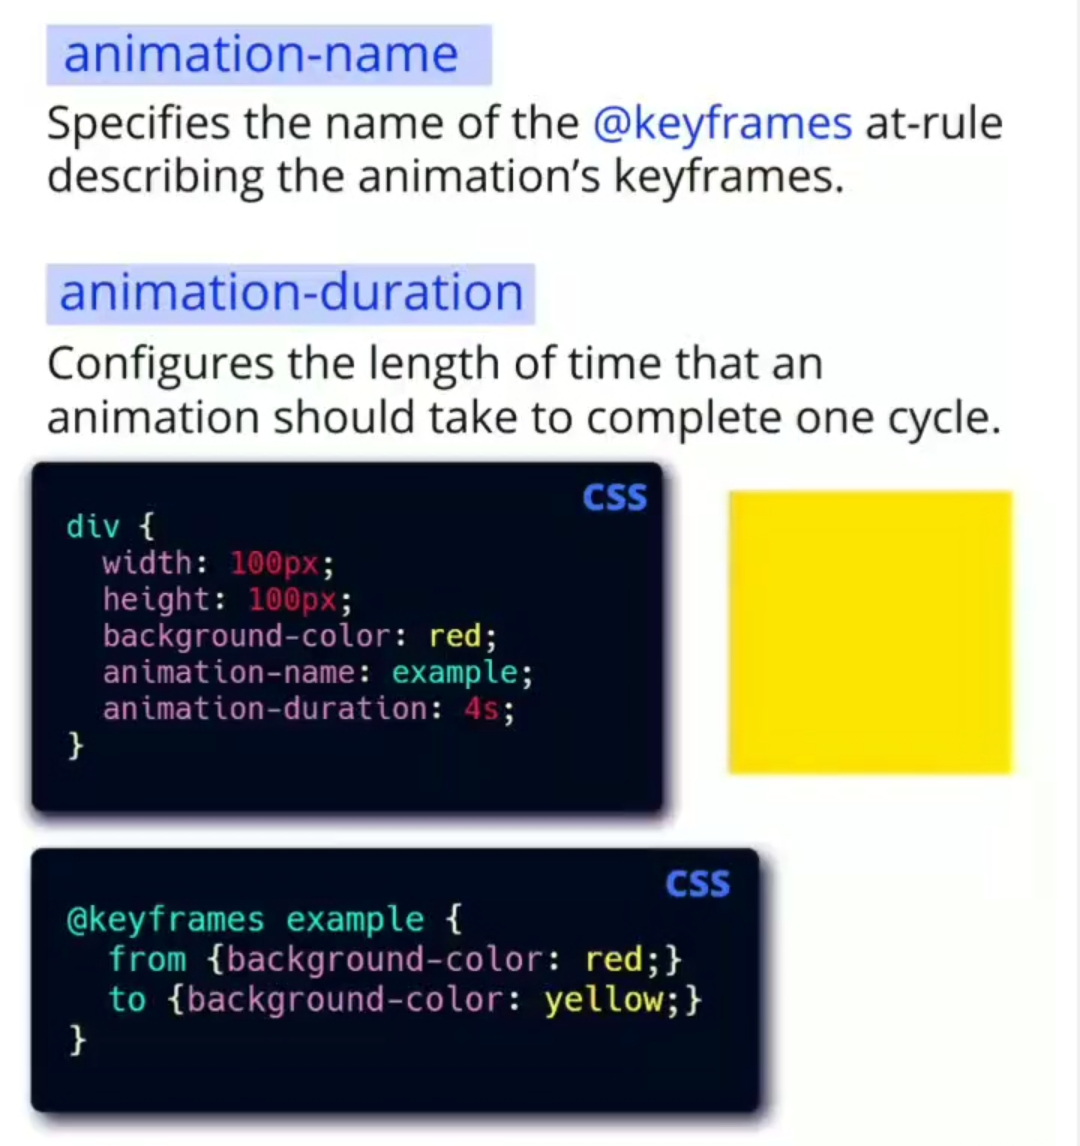 animation-name
Specifies the name of the @keyframes at-rule
describing the animation’s keyframes.
animation-duration
Configures the length of time that an
animation should take to complete one cycle.
CSS
div {
  width: 100px;
  height: 100px;
  background-color: red;
  animation-name: example;
  animation-duration: 4s;
}
CSS
@keyframes example {
  from {background-color: red;}
  to {background-color: yellow;}
}